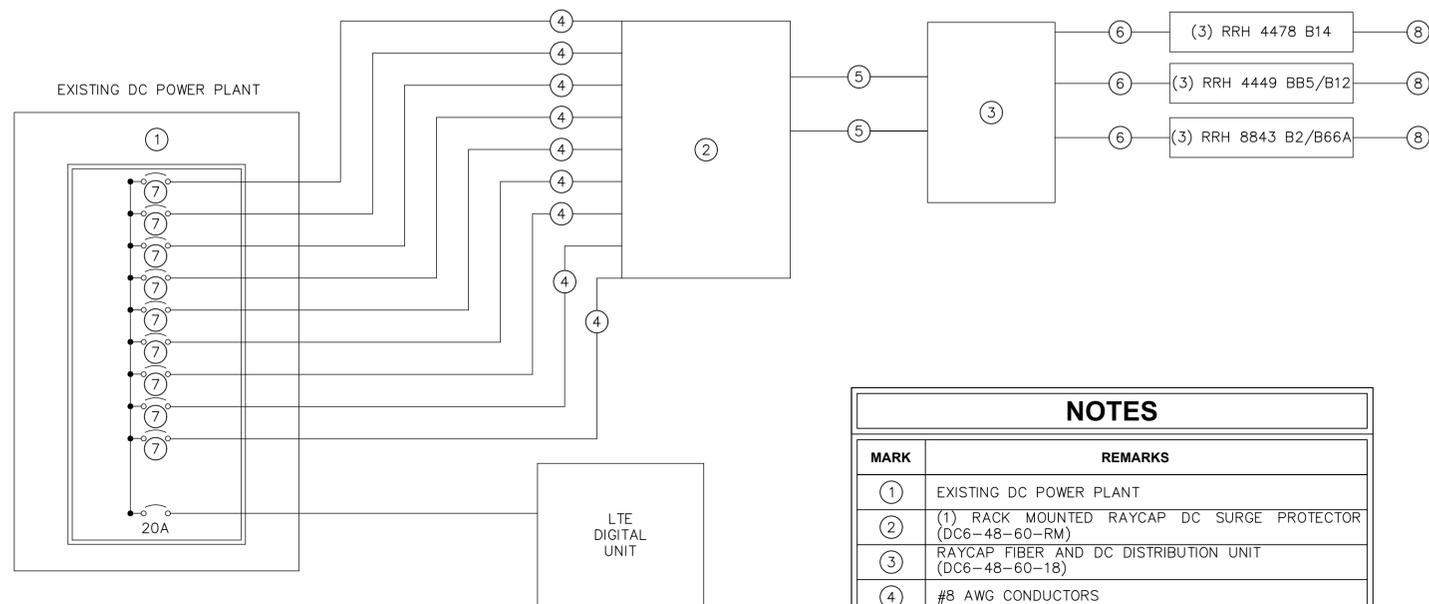 4
(3) RRH 4478 B14
6
8
4
EXISTING DC POWER PLANT
4
5
(3) RRH 4449 BB5/B12
6
8
4
3
1
4
2
5
(3) RRH 8843 B2/B66A
6
8
4
7
4
7
7
7
4
7
4
7
7
7
7
20A
LTE
DIGITAL
UNIT
NOTES
MARK REMARKS
1 EXISTING DC POWER PLANT
2 (1) RACK MOUNTED RAYCAP DC SURGE PROTECTOR
(DC6-48-60-RM)
3 RAYCAP FIBER AND DC DISTRIBUTION UNIT
(DC6-48-60-18)
4 #8 AWG CONDUCTORS